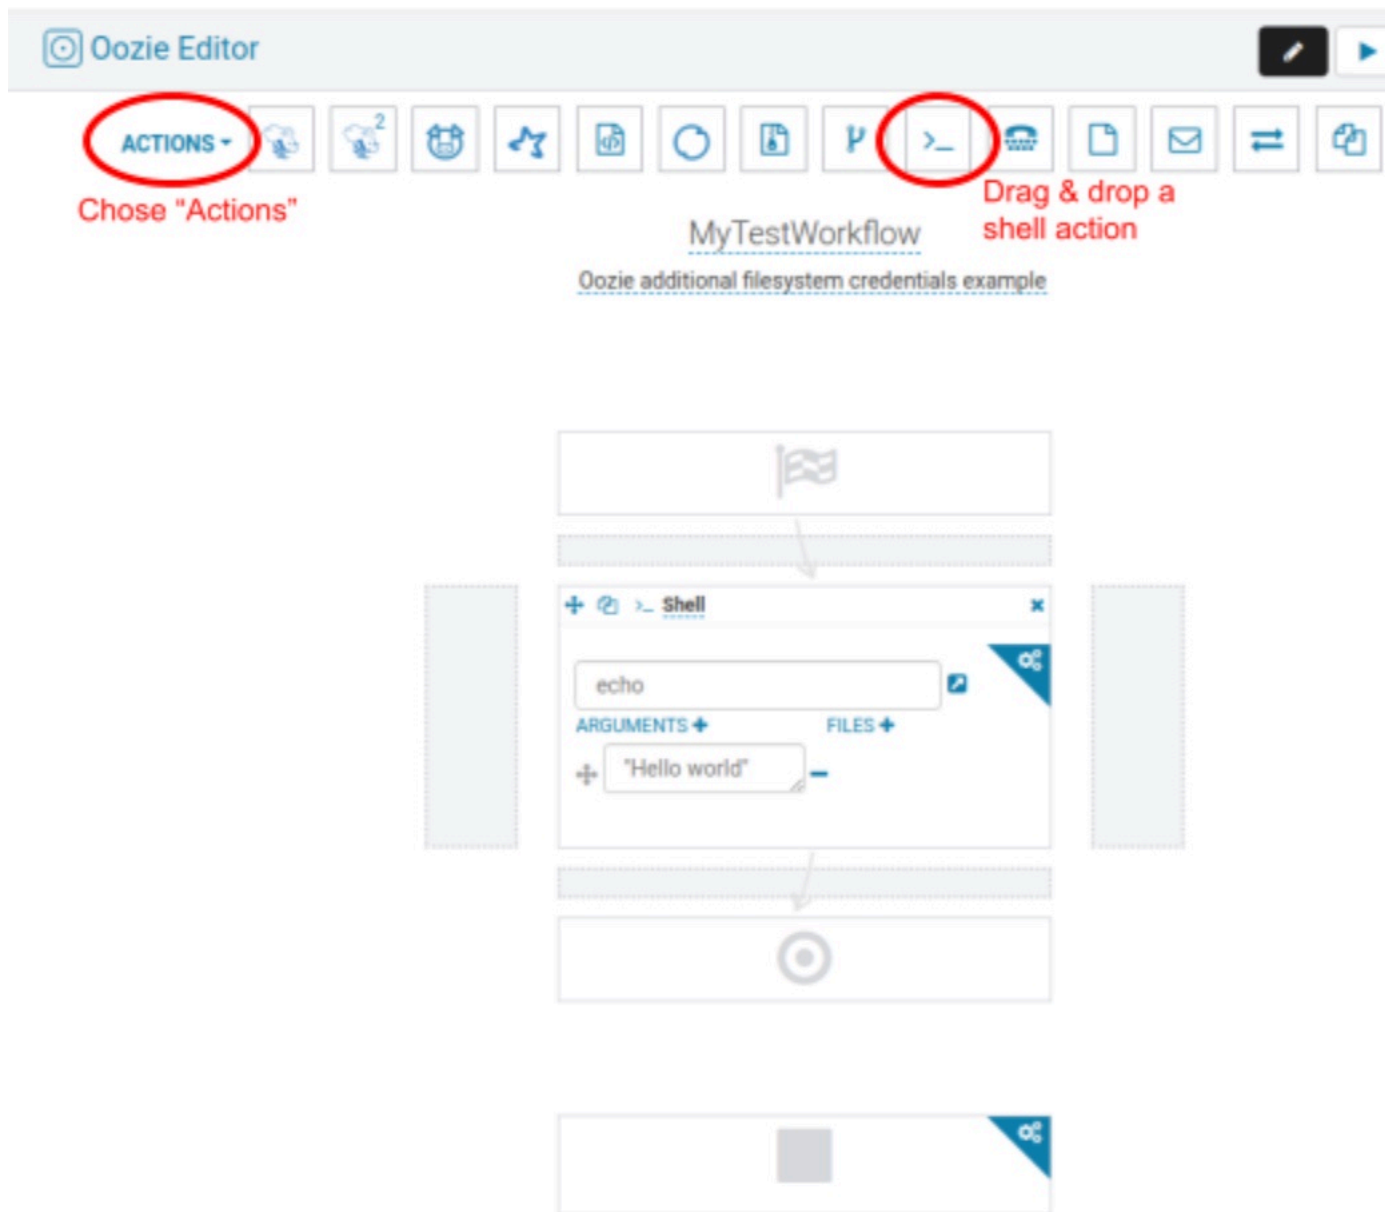 Oozie Editor
ACTIONS
2
>_
Chose "Actions"
Drag & drop a
shell action
MyTestWorkflow
Oozie additional filesystem credentials example
>_ Shell
echo
ARGUMENTS + FILES +
"Hello world"